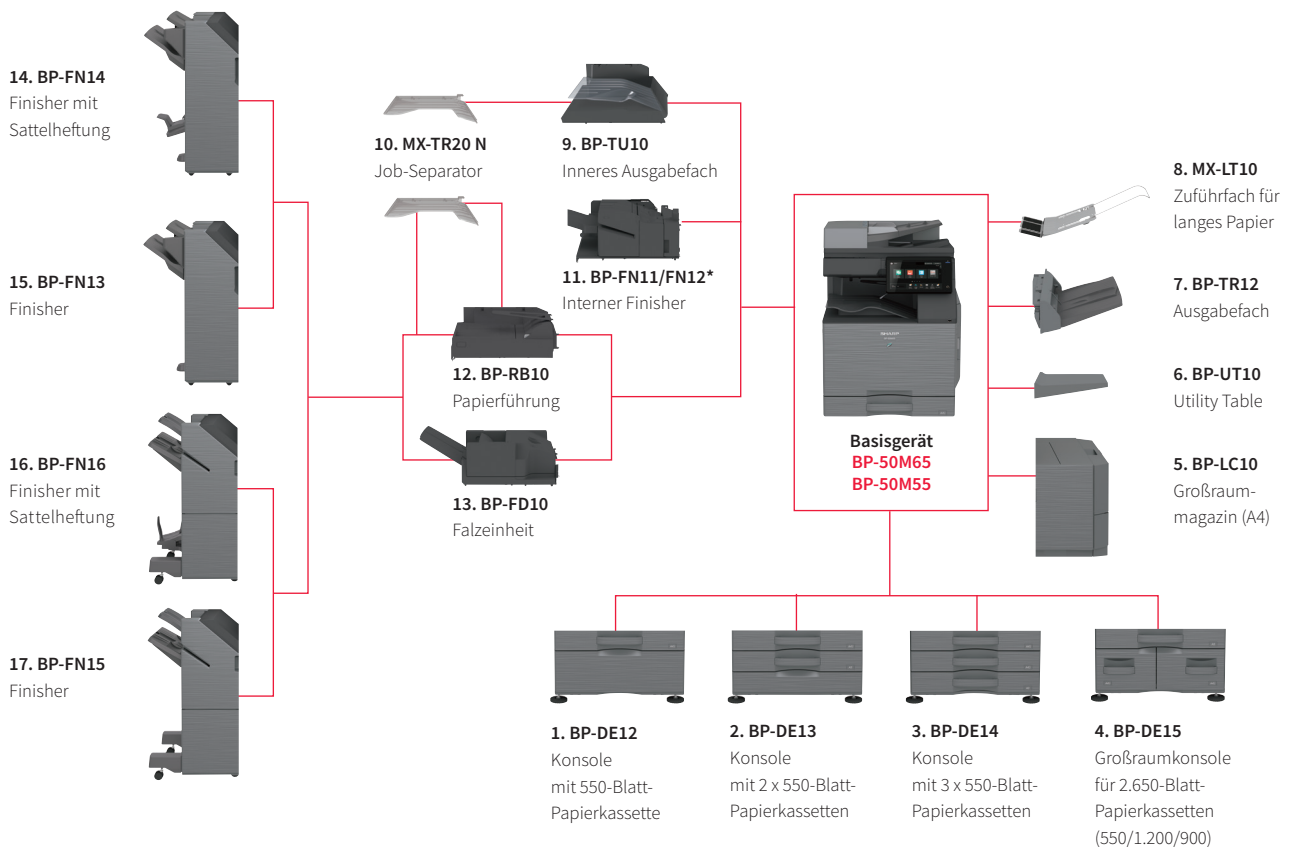 14. BP-FN14
Finisher mit
Sattelheftung
15. BP-FN13
Finisher
16. BP-FN16
Finisher mit
Sattelheftung
17. BP-FN15
Finisher
10. MX-TR20 N
Job-Separator
9. BP-TU10
Inneres Ausgabefach
11. BP-FN11/FN12*
Interner Finisher
12. BP-RB10
Papierführung
13. BP-FD10
Falzeinheit
SHARP
Basisgerät
BP-50M65
BP-50M55
8. MX-LT10
Zuführfach für
langes Papier
7. BP-TR12
Ausgabefach
6. BP-UT10
Utility Table
5. BP-LC10
Großraum-
magazin (A4)
1. BP-DE12
Konsole
mit 550-Blatt-
Papierkassette
2. BP-DE13
Konsole
mit 2 x 550-Blatt-
Papierkassetten
3. BP-DE14
Konsole
mit 3 x 550-Blatt-
Papierkassetten
4. BP-DE15
Großraumkonsole
für 2.650-Blatt-
Papierkassetten
(550/1.200/900)